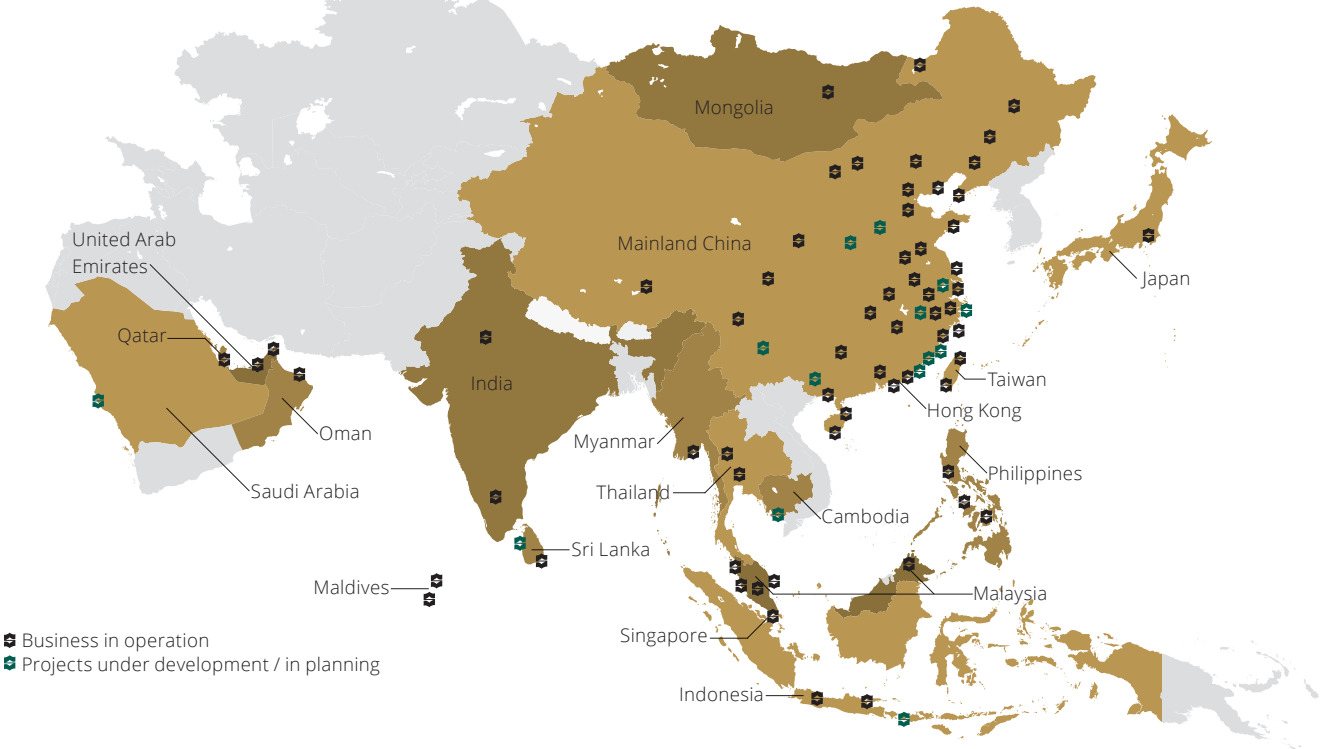 Mongolia
Mainland China
United Arab
Emirates
Japan
Qatar
India
Taiwan
Hong Kong
Oman
Myanmar
Philippines
Saudi Arabia
Thailand
Cambodia
Sri Lanka
Maldives
Malaysia
Singapore
Business in operation
Projects under development / in planning
Indonesia